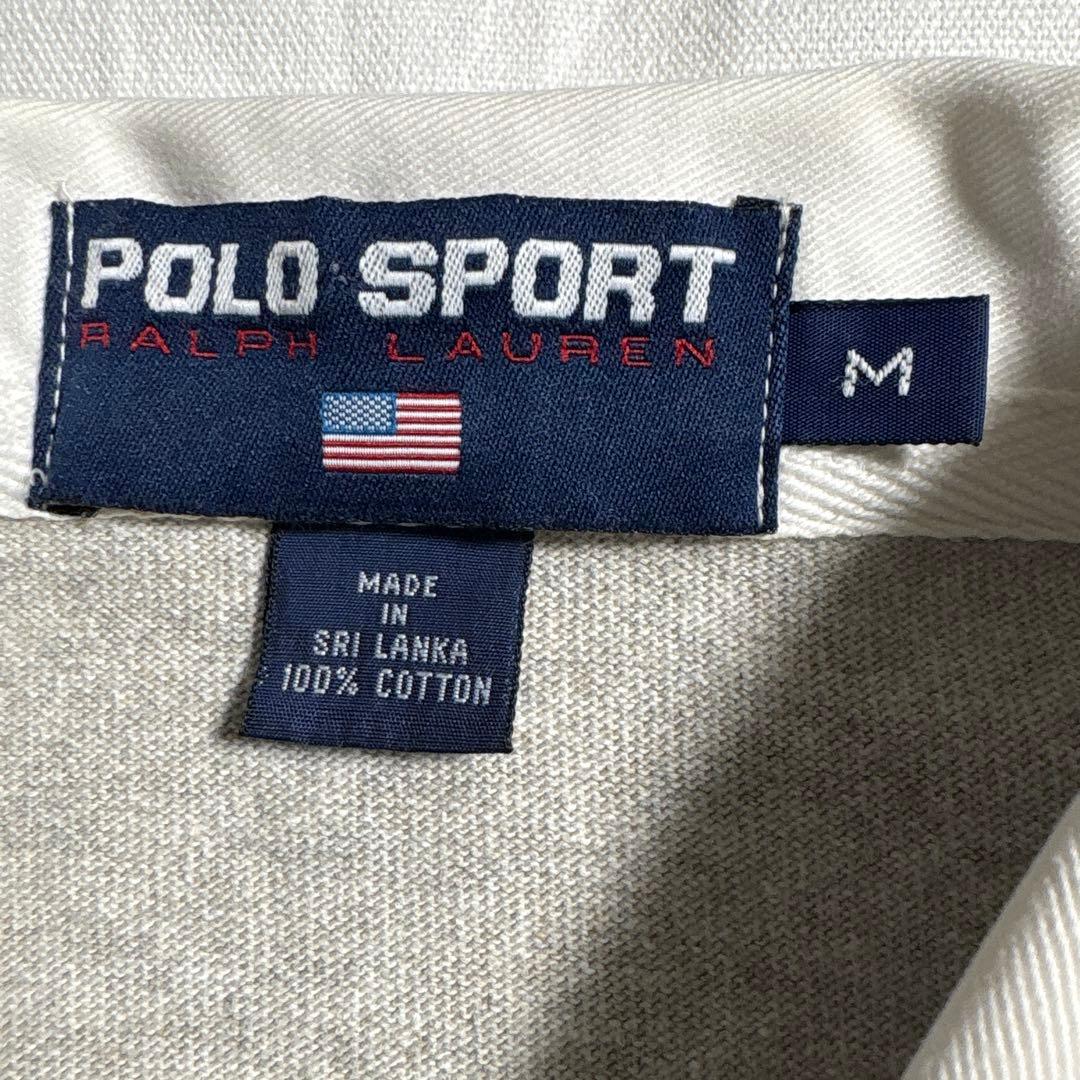 POLO SPORT
RALPH LAUREN
M
MADE
IN
SRI LANKA
100% COTTON